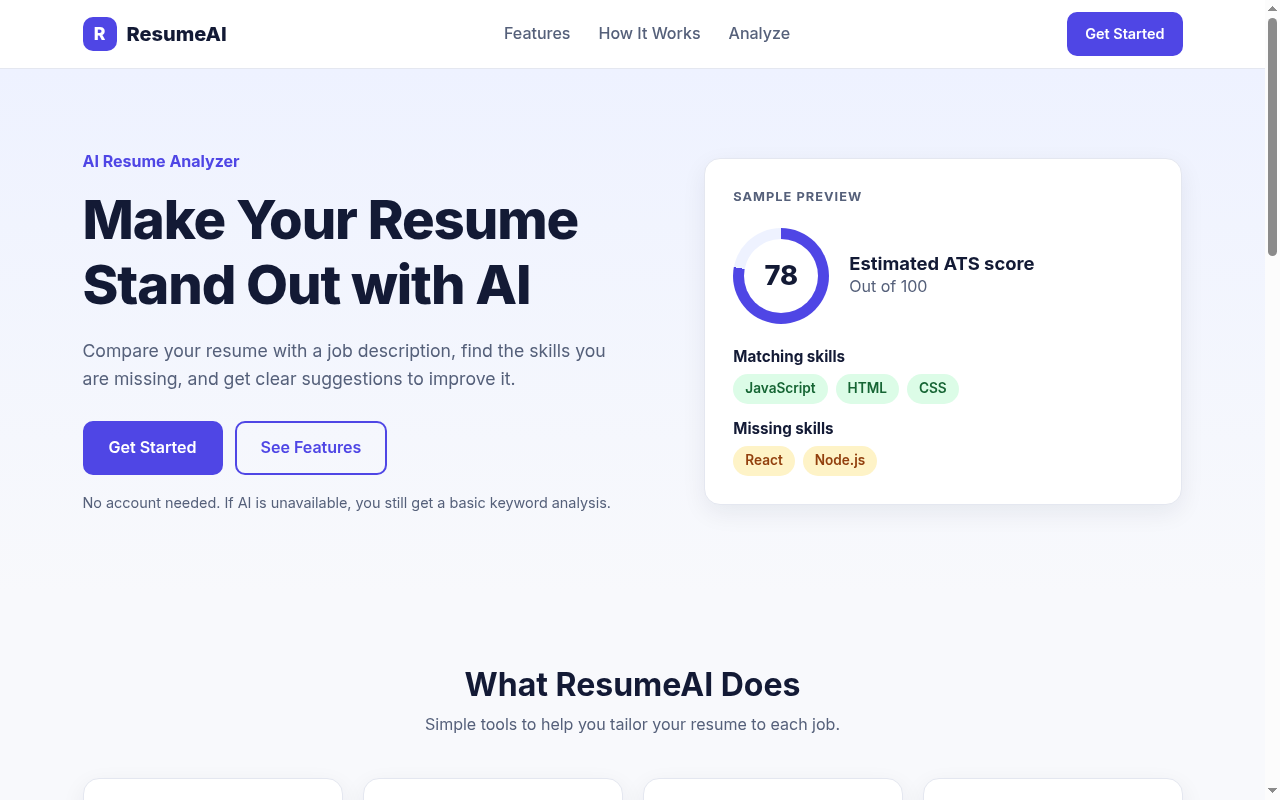 R ResumeAI
Features How It Works Analyze
Get Started
AI Resume Analyzer
Make Your Resume
Stand Out with AI
Compare your resume with a job description, find the skills you
are missing, and get clear suggestions to improve it.
Get Started See Features
No account needed. If AI is unavailable, you still get a basic keyword analysis.
SAMPLE PREVIEW
78
Estimated ATS score
Out of 100
Matching skills
JavaScript HTML CSS
Missing skills
React Node.js
What ResumeAI Does
Simple tools to help you tailor your resume to each job.